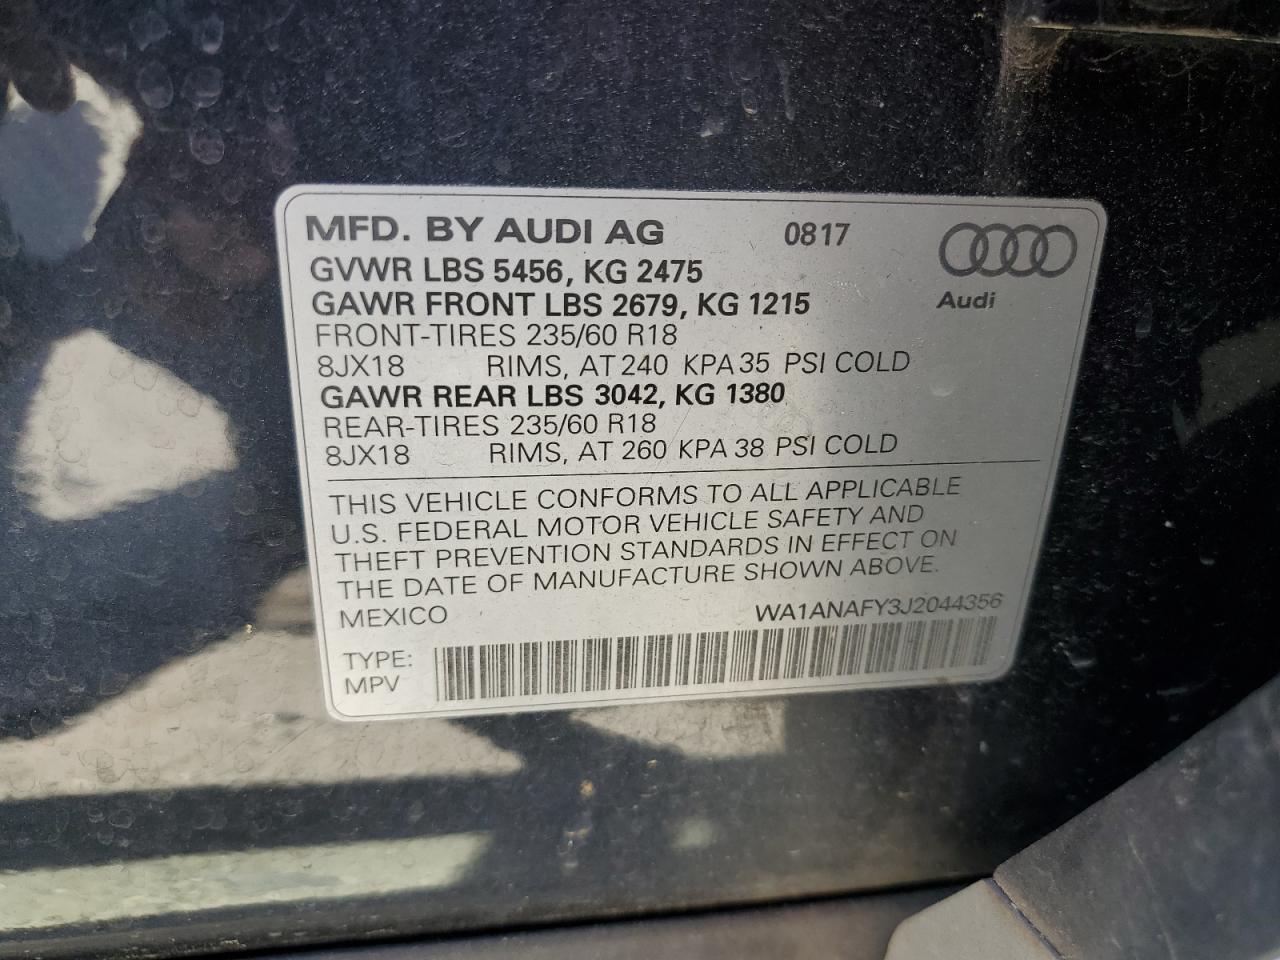 MFD. BY AUDI AG 0817
GVWR LBS 5456, KG 2475
GAWR FRONT LBS 2679, KG 1215
Audi
FRONT-TIRES 235/60 R18
8JX18 RIMS, AT 240 KPA 35 PSI COLD
GAWR REAR LBS 3042, KG 1380
REAR-TIRES 235/60 R18
8JX18 RIMS, AT 260 KPA 38 PSI COLD
THIS VEHICLE CONFORMS TO ALL APPLICABLE
U.S. FEDERAL MOTOR VEHICLE SAFETY AND
THEFT PREVENTION STANDARDS IN EFFECT ON
THE DATE OF MANUFACTURE SHOWN ABOVE.
MEXICO WA1ANAFY3J2044356
TYPE:
MPV